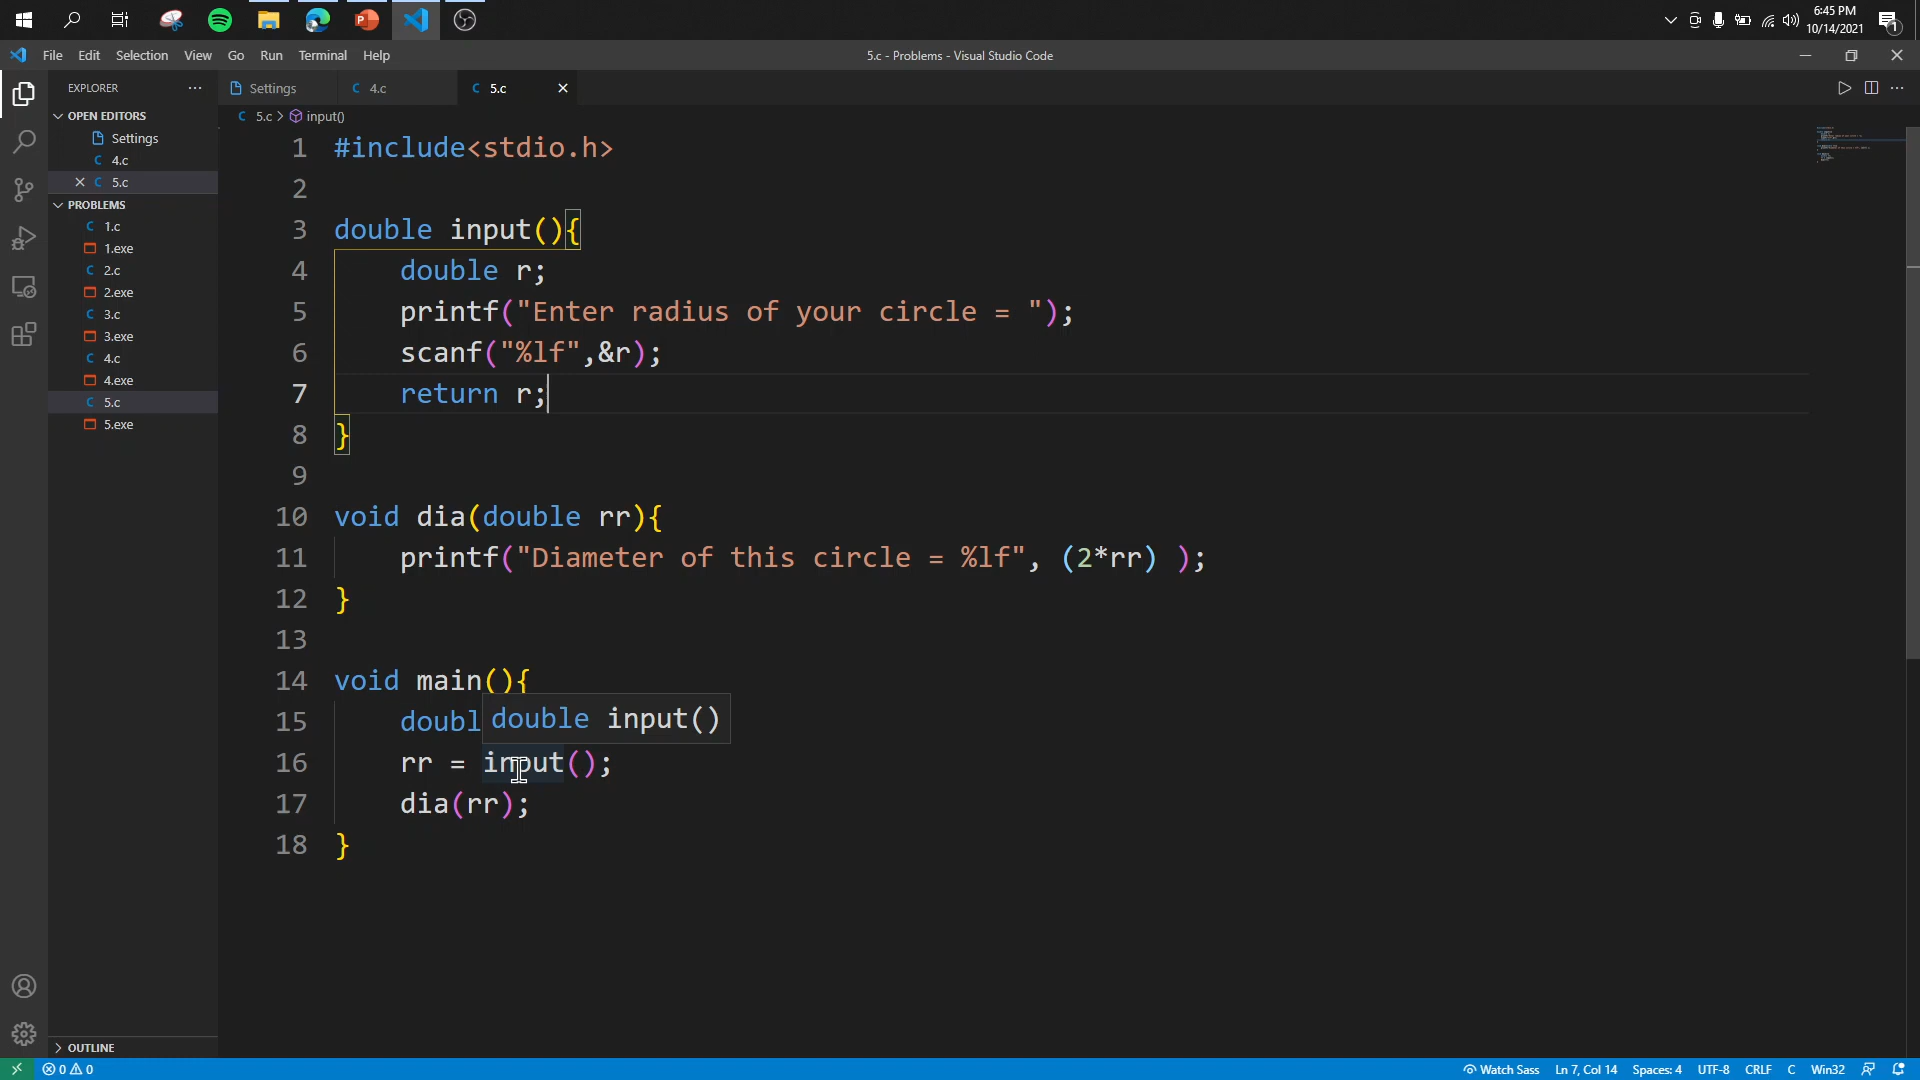 6:45 PM
10/14/2021
1
File Edit Selection View Go Run Terminal Help
5.c - Problems - Visual Studio Code
EXPLORER
Settings
4.c
5.c
OPEN EDITORS
Settings
4.c
5.c
PROBLEMS
1.c
1.exe
2.c
2.exe
3.c
3.exe
4.c
4.exe
5.c
5.exe
OUTLINE
5.c > input()
1 #include<stdio.h>
2
3 double input(){
4 double r;
5 printf("Enter radius of your circle = ");
6 scanf("%lf",&r);
7 return r;
8 }
9
10 void dia(double rr){
11 printf("Diameter of this circle = %lf", (2*rr) );
12 }
13
14 void main(){
15 doubl
double input()
16 rr = input();
17 dia(rr);
18 }
0 0
Watch Sass Ln 7, Col 14 Spaces: 4 UTF-8 CRLF C Win32